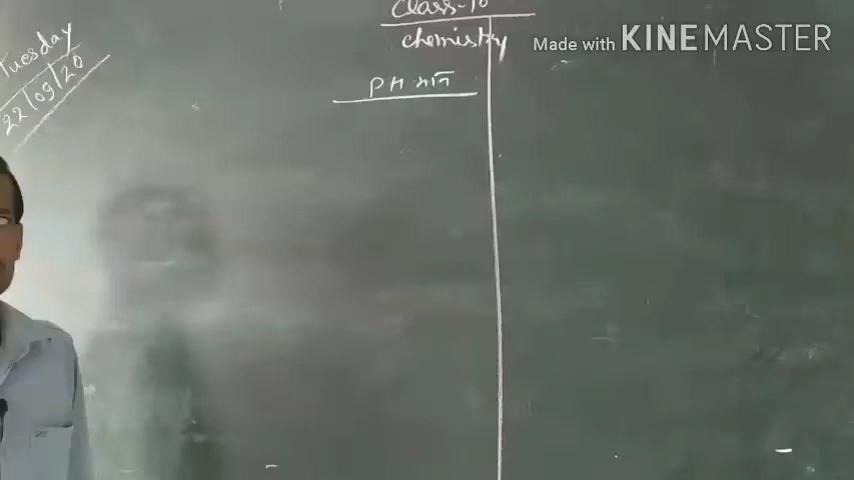 Class-10
chemistry
PH मान
Tuesday
22/09/20
Made with KINEMASTER